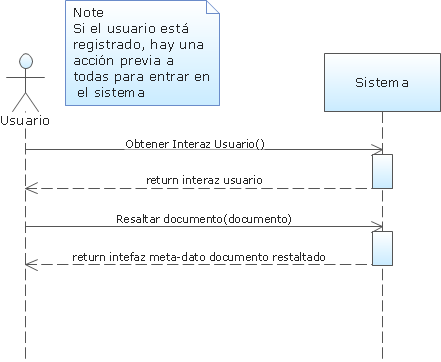 Note
Si el usuario está
registrado, hay una
acción previa a
todas para entrar en
el sistema
Usuario
Sistema
Obtener Interaz Usuario()
return interaz usuario
Resaltar documento(documento)
return intefaz meta-dato documento restaltado